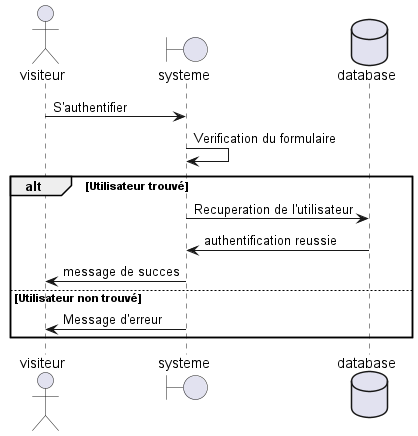 visiteur
systeme
database
S'authentifier
Verification du formulaire
alt
[Utilisateur trouvé]
Recuperation de l'utilisateur
authentification reussie
message de succes
[Utilisateur non trouvé]
Message d'erreur
visiteur
systeme
database